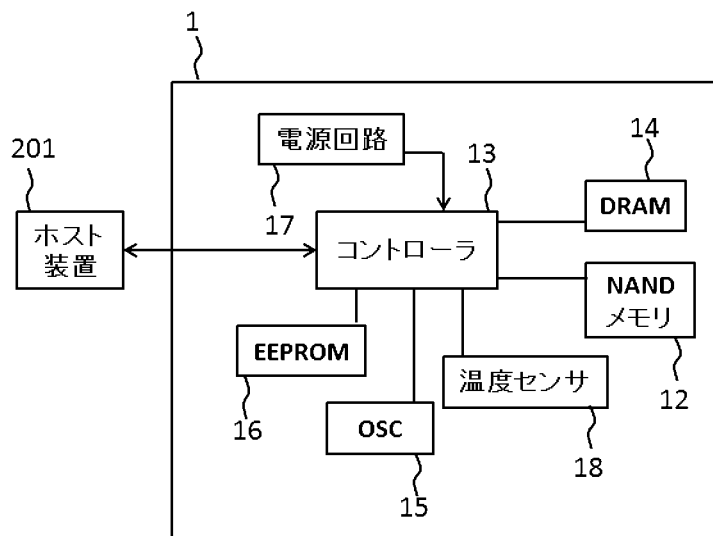 1
電源回路
14
201
13
DRAM
17
ホスト
装置
コントローラ
NAND
メモリ
EEPROM
温度センサ
12
16
OSC
18
15